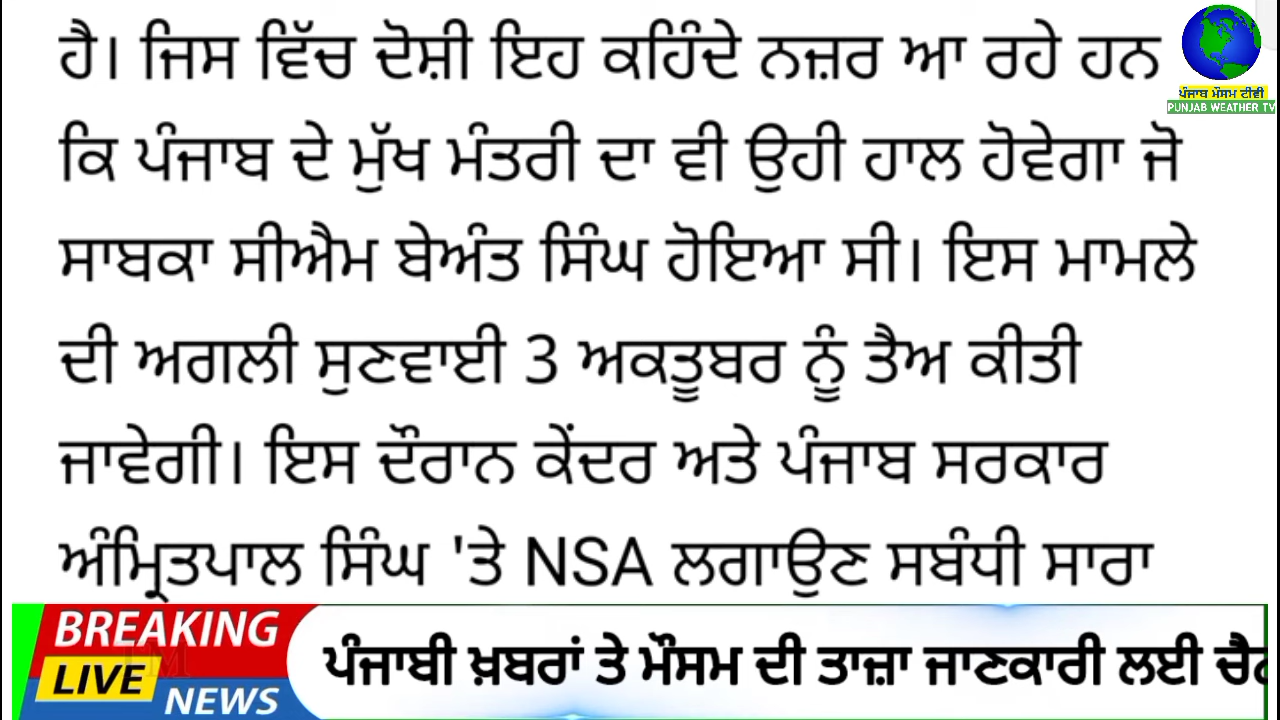 ਹੈ। ਜਿਸ ਵਿੱਚ ਦੋਸ਼ੀ ਇਹ ਕਹਿੰਦੇ ਨਜ਼ਰ ਆ ਰਹੇ ਹਨ
ਕਿ ਪੰਜਾਬ ਦੇ ਮੁੱਖ ਮੰਤਰੀ ਦਾ ਵੀ ਉਹੀ ਹਾਲ ਹੋਵੇਗਾ ਜੋ
ਸਾਬਕਾ ਸੀਐਮ ਬੇਅੰਤ ਸਿੰਘ ਹੋਇਆ ਸੀ। ਇਸ ਮਾਮਲੇ
ਦੀ ਅਗਲੀ ਸੁਣਵਾਈ 3 ਅਕਤੂਬਰ ਨੂੰ ਤੈਅ ਕੀਤੀ
ਜਾਵੇਗੀ। ਇਸ ਦੌਰਾਨ ਕੇਂਦਰ ਅਤੇ ਪੰਜਾਬ ਸਰਕਾਰ
ਅੰਮ੍ਰਿਤਪਾਲ ਸਿੰਘ 'ਤੇ NSA ਲਗਾਉਣ ਸਬੰਧੀ ਸਾਰਾ
ਪੰਜਾਬ ਮੌਸਮ ਟੀਵੀ
PUNJAB WEATHER TV
BREAKING
LIVE
NEWS
ਪੰਜਾਬੀ ਖ਼ਬਰਾਂ ਤੇ ਮੌਸਮ ਦੀ ਤਾਜ਼ਾ ਜਾਣਕਾਰੀ ਲਈ